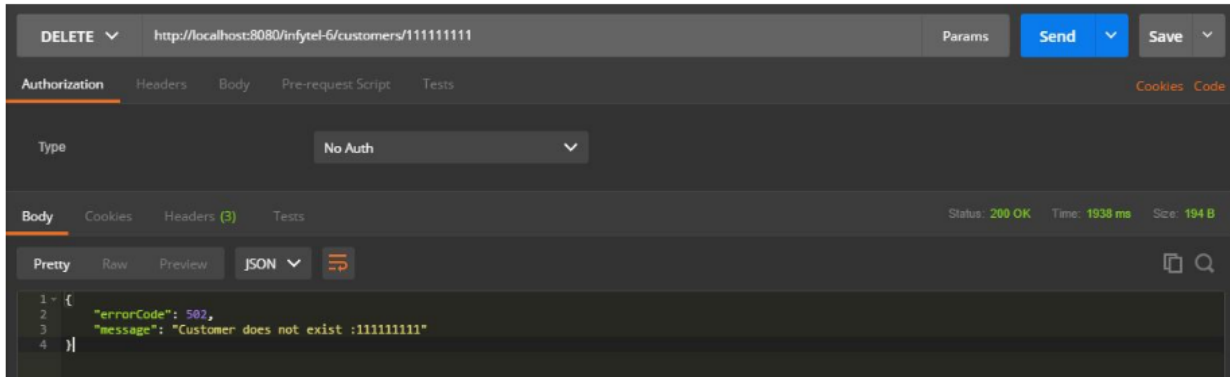 DELETE http://localhost:8080/infytel-6/customers/111111111 Params Send Save
Authorization Headers Body Pre-request Script Tests Cookies Code
Type No Auth
Body Cookies Headers (3) Tests Status: 200 OK Time: 1938 ms Size: 194 B
Pretty Raw Preview JSON
1 {
2 "errorCode": 502,
3 "message": "Customer does not exist :111111111"
4 }